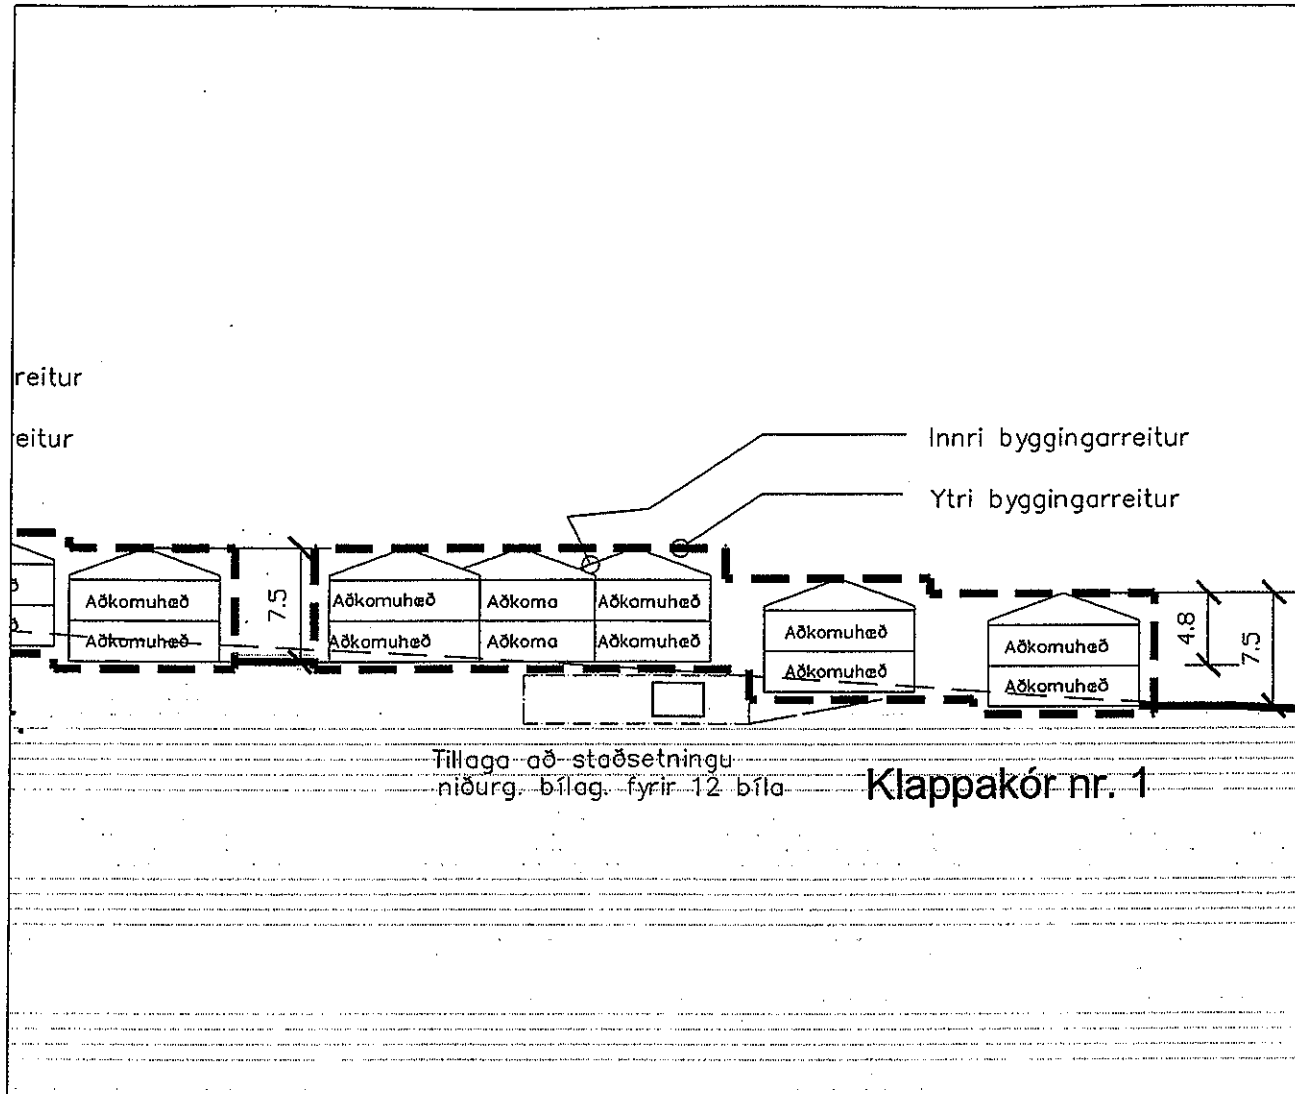 reitur
eitur
Innri byggingarreitur
Ytri byggingarreitur
Aðkomuhæð
Aðkomuhæð
7.5
Aðkomuhæð Aðkoma Aðkomuhæð
Aðkomuhæð Aðkoma Aðkomuhæð
Aðkomuhæð
Aðkomuhæð
Aðkomuhæð
Aðkomuhæð
4.8
7.5
ð
ð
Tillaga að staðsetningu
niðurg. bílag. fyrir 12 bíla
Klappakór nr. 1